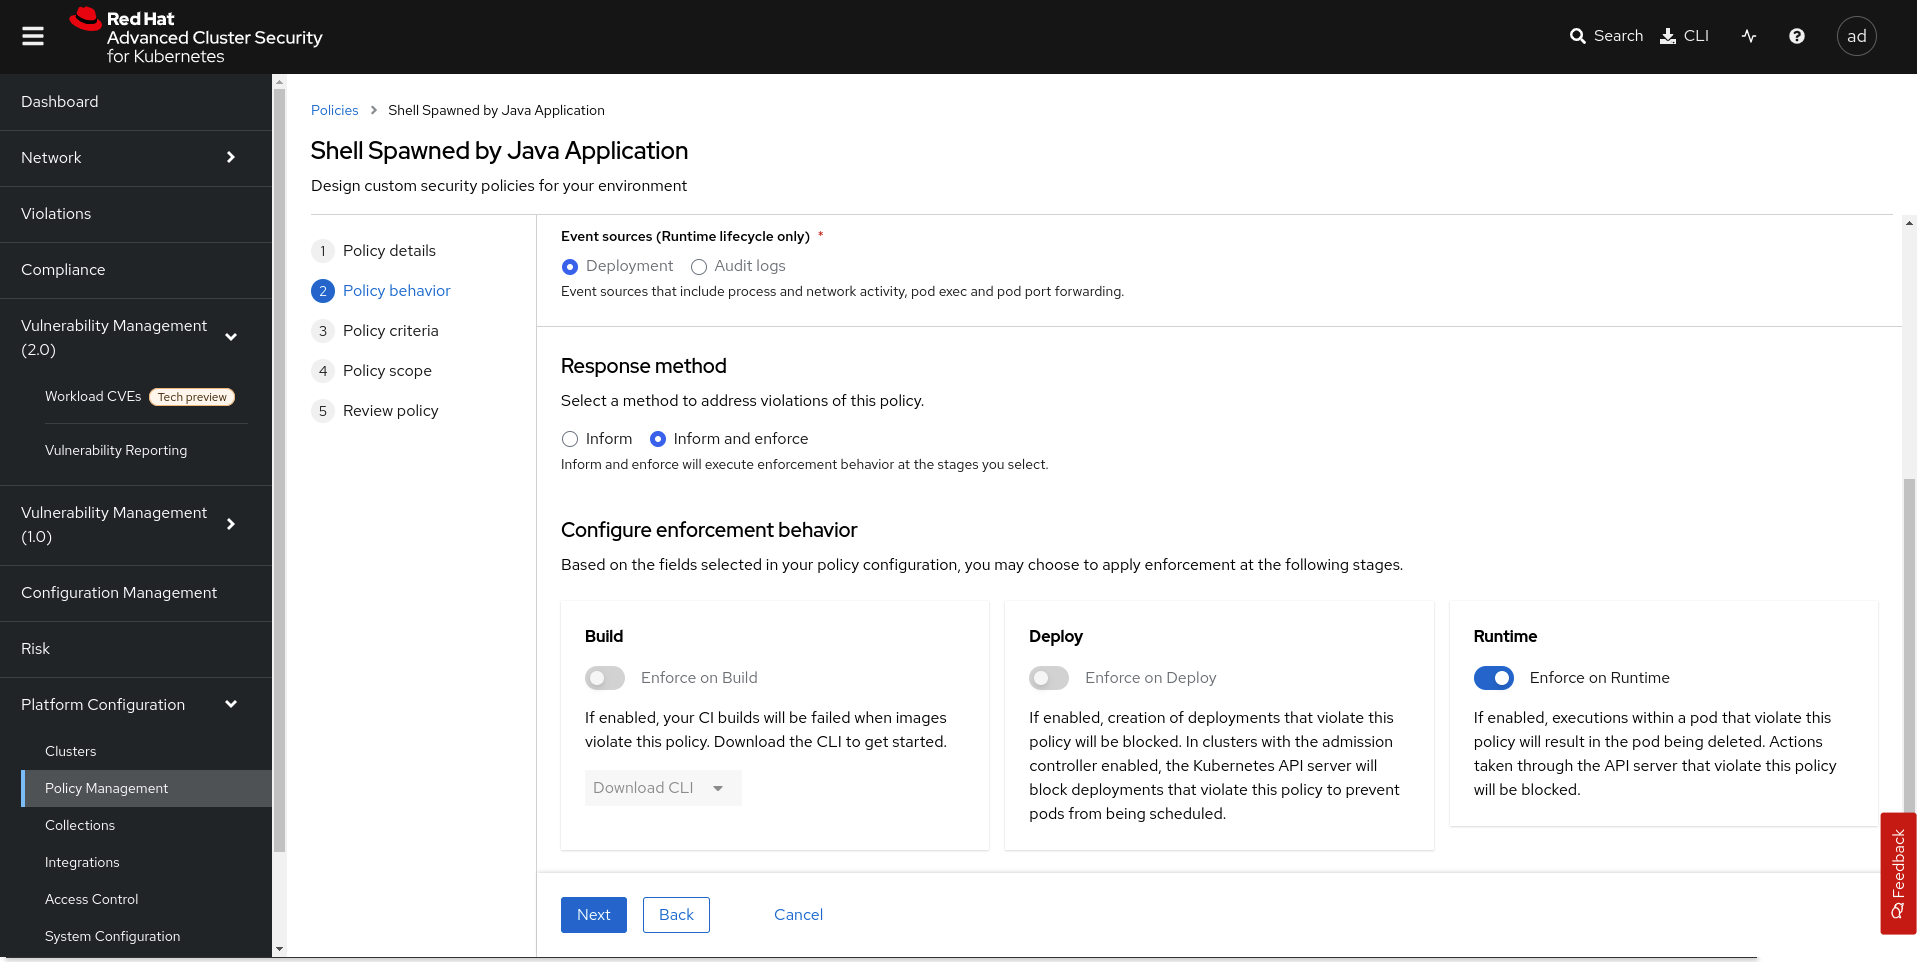 Red Hat
Advanced Cluster Security
for Kubernetes
Search
CLI
ad
Dashboard
Network
Violations
Compliance
Vulnerability Management
(2.0)
Workload CVEs Tech preview
Vulnerability Reporting
Vulnerability Management
(1.0)
Configuration Management
Risk
Platform Configuration
Clusters
Policy Management
Collections
Integrations
Access Control
System Configuration
Policies > Shell Spawned by Java Application
Shell Spawned by Java Application
Design custom security policies for your environment
1 Policy details
2 Policy behavior
3 Policy criteria
4 Policy scope
5 Review policy
Event sources (Runtime lifecycle only) *
Deployment Audit logs
Event sources that include process and network activity, pod exec and pod port forwarding.
Response method
Select a method to address violations of this policy.
Inform Inform and enforce
Inform and enforce will execute enforcement behavior at the stages you select.
Configure enforcement behavior
Based on the fields selected in your policy configuration, you may choose to apply enforcement at the following stages.
Build
Enforce on Build
If enabled, your CI builds will be failed when images
violate this policy. Download the CLI to get started.
Download CLI
Deploy
Enforce on Deploy
If enabled, creation of deployments that violate this
policy will be blocked. In clusters with the admission
controller enabled, the Kubernetes API server will
block deployments that violate this policy to prevent
pods from being scheduled.
Runtime
Enforce on Runtime
If enabled, executions within a pod that violate this
policy will result in the pod being deleted. Actions
taken through the API server that violate this policy
will be blocked.
Next
Back
Cancel
Feedback